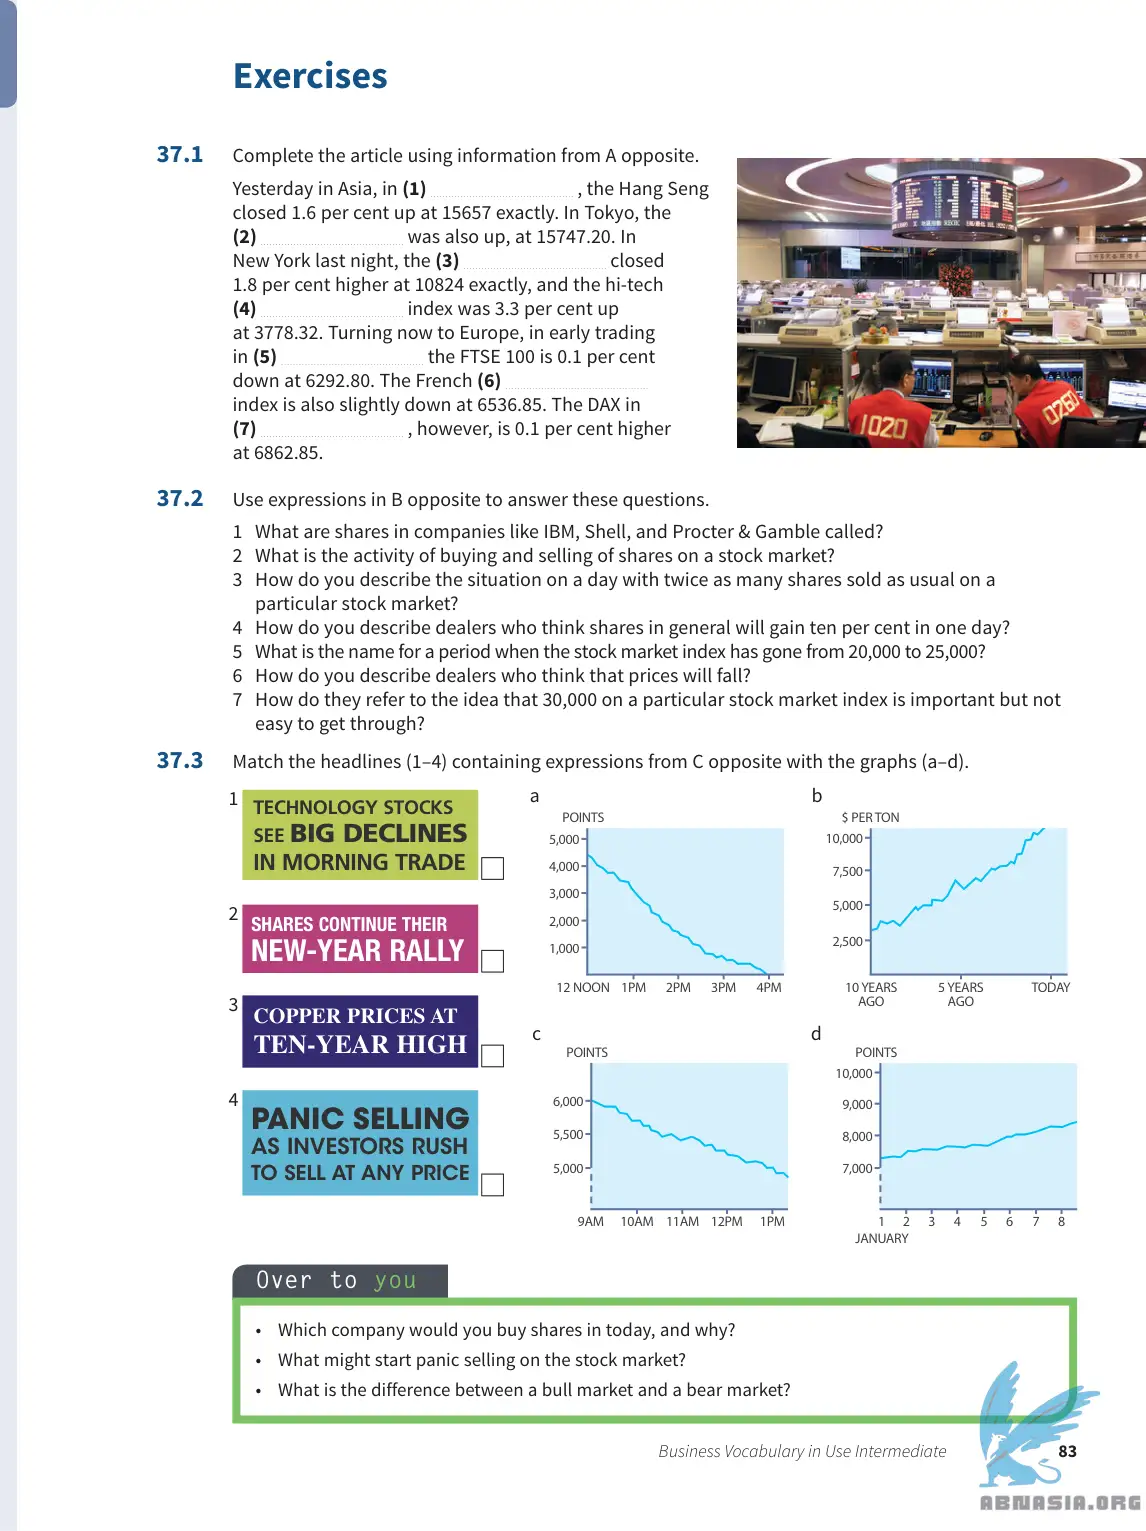 Exercises
37.1 Complete the article using information from A opposite.
Yesterday in Asia, in (1) , the Hang Seng
closed 1.6 per cent up at 15657 exactly. In Tokyo, the
(2) was also up, at 15747.20. In
New York last night, the (3) closed
1.8 per cent higher at 10824 exactly, and the hi-tech
(4) index was 3.3 per cent up
at 3778.32. Turning now to Europe, in early trading
in (5) the FTSE 100 is 0.1 per cent
down at 6292.80. The French (6)
index is also slightly down at 6536.85. The DAX in
(7) , however, is 0.1 per cent higher
at 6862.85.
1020
0260
37.2 Use expressions in B opposite to answer these questions.
1 What are shares in companies like IBM, Shell, and Procter & Gamble called?
2 What is the activity of buying and selling of shares on a stock market?
3 How do you describe the situation on a day with twice as many shares sold as usual on a
particular stock market?
4 How do you describe dealers who think shares in general will gain ten per cent in one day?
5 What is the name for a period when the stock market index has gone from 20,000 to 25,000?
6 How do you describe dealers who think that prices will fall?
7 How do they refer to the idea that 30,000 on a particular stock market index is important but not
easy to get through?
37.3 Match the headlines (1–4) containing expressions from C opposite with the graphs (a–d).
1
TECHNOLOGY STOCKS
SEE BIG DECLINES
IN MORNING TRADE
2
SHARES CONTINUE THEIR
NEW-YEAR RALLY
3
COPPER PRICES AT
TEN-YEAR HIGH
4
PANIC SELLING
AS INVESTORS RUSH
TO SELL AT ANY PRICE
a
POINTS
5,000
4,000
3,000
2,000
1,000
12 NOON 1PM 2PM 3PM 4PM
b
$ PER TON
10,000
7,500
5,000
2,500
10 YEARS 5 YEARS TODAY
AGO AGO
c
POINTS
6,000
5,500
5,000
9AM 10AM 11AM 12PM 1PM
d
POINTS
10,000
9,000
8,000
7,000
1 2 3 4 5 6 7 8
JANUARY
Over to you
• Which company would you buy shares in today, and why?
• What might start panic selling on the stock market?
• What is the difference between a bull market and a bear market?
Business Vocabulary in Use Intermediate 83
ABNASIA.ORG